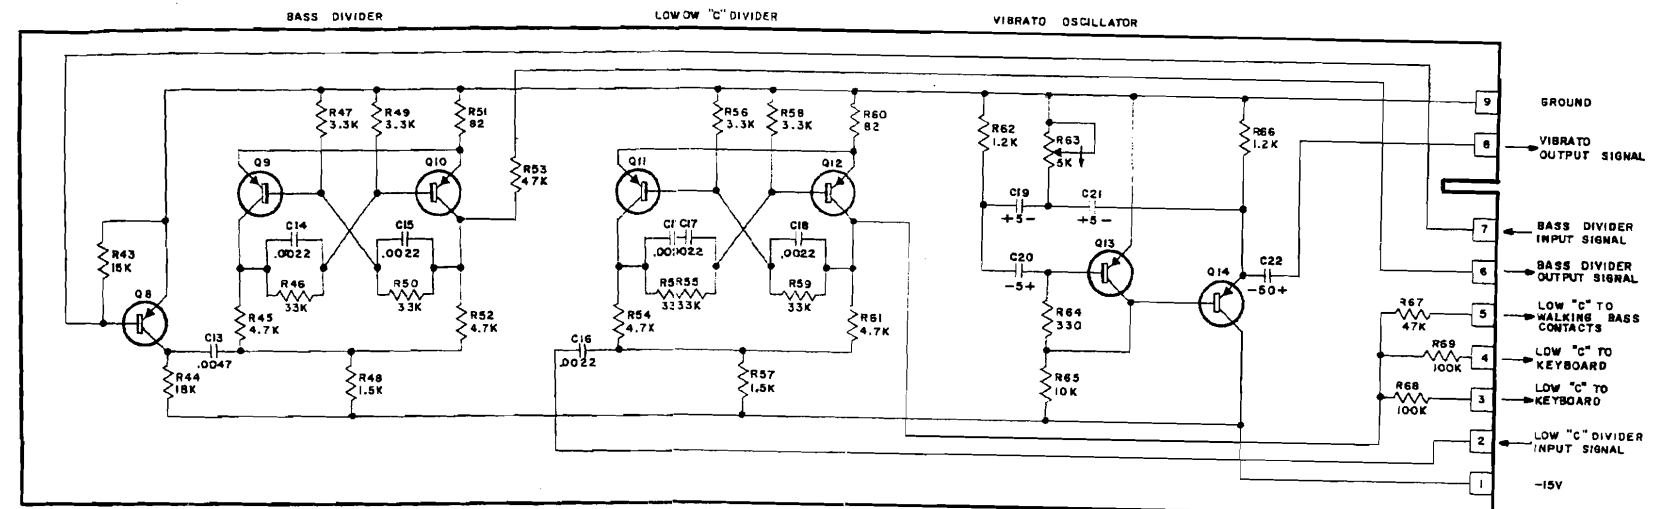 BASS DIVIDER
LOWOW "C" DIVIDER
VIBRATO OSCILLATOR
R47
3.3K
R49
3.3K
R51
82
R56
3.3K
R58
3.3K
R60
82
R62
1.2K
R63
5K
R66
1.2K
9
GROUND
8
VIBRATO
OUTPUT SIGNAL
Q9
Q10
R53
47K
Q11
Q12
C19
+5-
C21
+5-
C14
.0022
C15
.0022
C17
.0022
C18
.0022
7
BASS DIVIDER
INPUT SIGNAL
R43
15K
R46
33K
R50
33K
R55
33K
R59
33K
C20
-5+
Q13
Q14
C22
-50+
6
BASS DIVIDER
OUTPUT SIGNAL
Q8
R45
4.7K
R52
4.7K
R54
4.7K
R61
4.7K
R64
330
R67
47K
5
LOW "C" TO
WALKING BASS
CONTACTS
C13
.0047
C16
.0022
R69
100K
4
LOW "C" TO
KEYBOARD
R44
18K
R48
1.5K
R57
1.5K
R65
10K
R68
100K
3
LOW "C" TO
KEYBOARD
2
LOW "C" DIVIDER
INPUT SIGNAL
1
-15V